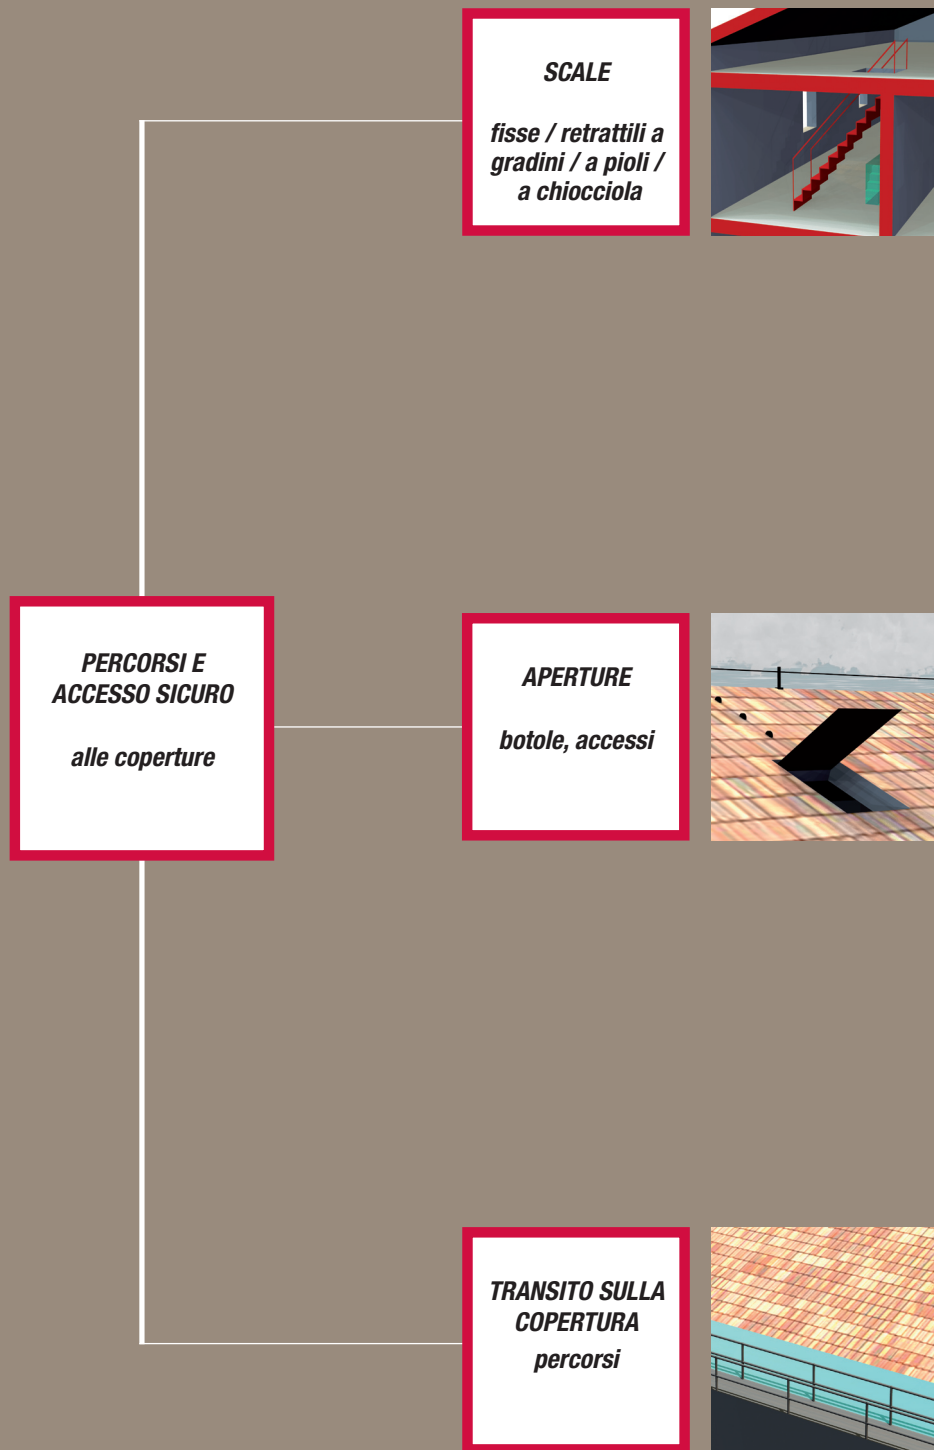 SCALE
fisse / retrattili a
gradini / a pioli /
a chiocciola
PERCORSI E
ACCESSO SICURO
alle coperture
APERTURE
botole, accessi
TRANSITO SULLA
COPERTURA
percorsi